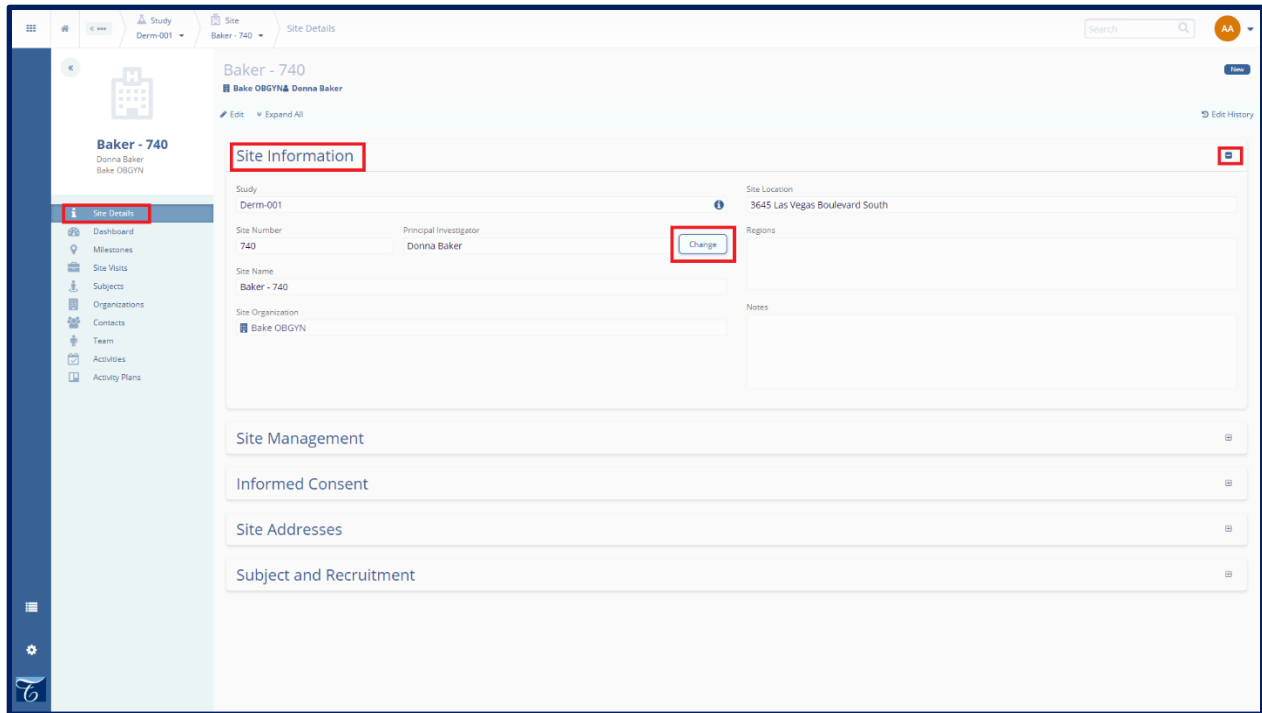 Study
Derm-001
Site
Baker - 740
Site Details
Search
AA
Baker - 740
Donna Baker
Bake OBGYN
Site Details
Dashboard
Milestones
Site Visits
Subjects
Organizations
Contacts
Team
Activities
Activity Plans
Baker - 740
New
Bake OBGYN Donna Baker
Edit Expand All
Edit History
Site Information
Study
Derm-001
Site Number Principal Investigator
740 Donna Baker Change
Site Name
Baker - 740
Site Organization
Bake OBGYN
Site Location
3645 Las Vegas Boulevard South
Regions
Notes
Site Management
Informed Consent
Site Addresses
Subject and Recruitment